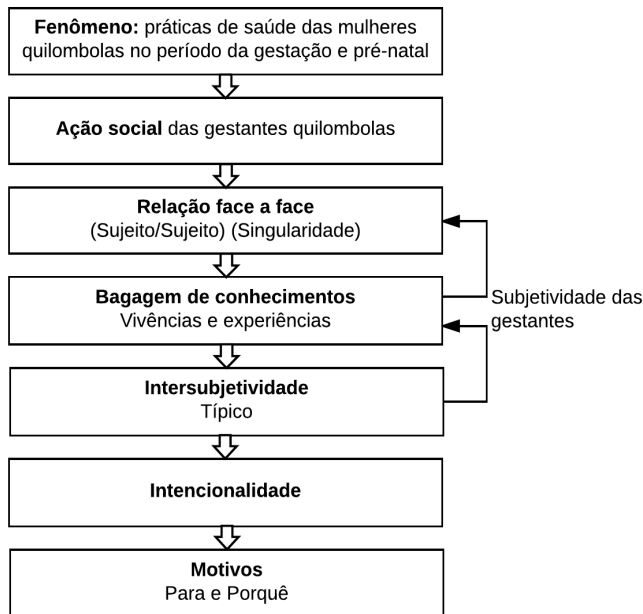 Fenômeno: práticas de saúde das mulheres
quilombolas no período da gestação e pré-natal
Ação social das gestantes quilombolas
Relação face a face
(Sujeito/Sujeito) (Singularidade)
Bagagem de conhecimentos
Vivências e experiências
Subjetividade das
gestantes
Intersubjetividade
Típico
Intencionalidade
Motivos
Para e Porquê